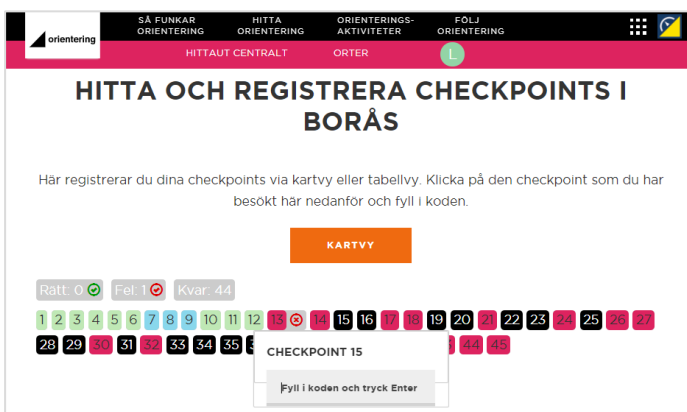 SÅ FUNKAR
ORIENTERING
HITTA
ORIENTERING
ORIENTERINGS-
AKTIVITETER
FÖLJ
ORIENTERING
orientering
HITTAUT CENTRALT ORTER L
HITTA OCH REGISTRERA CHECKPOINTS I
BORÅS
Här registrerar du dina checkpoints via kartvy eller tabellvy. Klicka på den checkpoint som du har
besökt här nedanför och fyll i koden.
KARTVY
Rätt: 0 Fel: 1 Kvar: 44
1 2 3 4 5 6 7 8 9 10 11 12 13 14 15 16 17 18 19 20 21 22 23 24 25 26 27
28 29 30 31 32 33 34 35 44 45
CHECKPOINT 15
Fyll i koden och tryck Enter